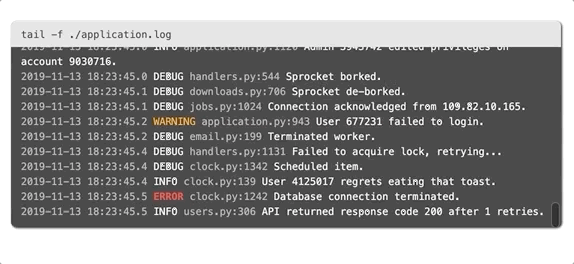 tail -f ./application.log
2019-11-13 18:23:45.0 INFO application.py:1120 Admin 5945742 edited privileges on
account 9030716.
2019-11-13 18:23:45.0 DEBUG handlers.py:544 Sprocket borked.
2019-11-13 18:23:45.1 DEBUG downloads.py:706 Sprocket de-borked.
2019-11-13 18:23:45.1 DEBUG jobs.py:1024 Connection acknowledged from 109.82.10.165.
2019-11-13 18:23:45.2 WARNING application.py:943 User 677231 failed to login.
2019-11-13 18:23:45.2 DEBUG email.py:199 Terminated worker.
2019-11-13 18:23:45.4 DEBUG handlers.py:1131 Failed to acquire lock, retrying...
2019-11-13 18:23:45.4 DEBUG clock.py:1342 Scheduled item.
2019-11-13 18:23:45.4 INFO clock.py:139 User 4125017 regrets eating that toast.
2019-11-13 18:23:45.5 ERROR clock.py:1242 Database connection terminated.
2019-11-13 18:23:45.5 INFO users.py:306 API returned response code 200 after 1 retries.